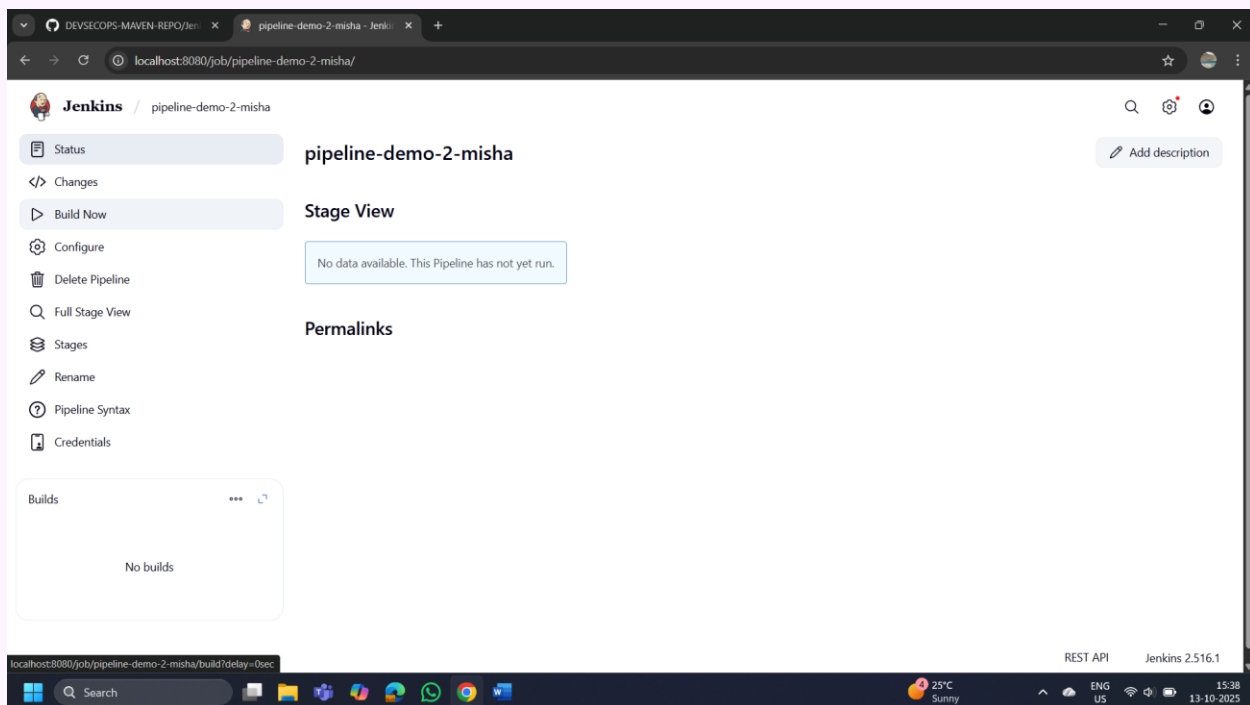 DEVSECOPS-MAVEN-REPO/Jen
pipeline-demo-2-misha - Jenki
localhost:8080/job/pipeline-demo-2-misha/
Jenkins / pipeline-demo-2-misha
Status
Changes
Build Now
Configure
Delete Pipeline
Full Stage View
Stages
Rename
Pipeline Syntax
Credentials
Builds
No builds
pipeline-demo-2-misha
Add description
Stage View
No data available. This Pipeline has not yet run.
Permalinks
REST API Jenkins 2.516.1
localhost:8080/job/pipeline-demo-2-misha/build?delay=0sec
Search
4
25°C
Sunny
ENG
US
15:38
13-10-2025